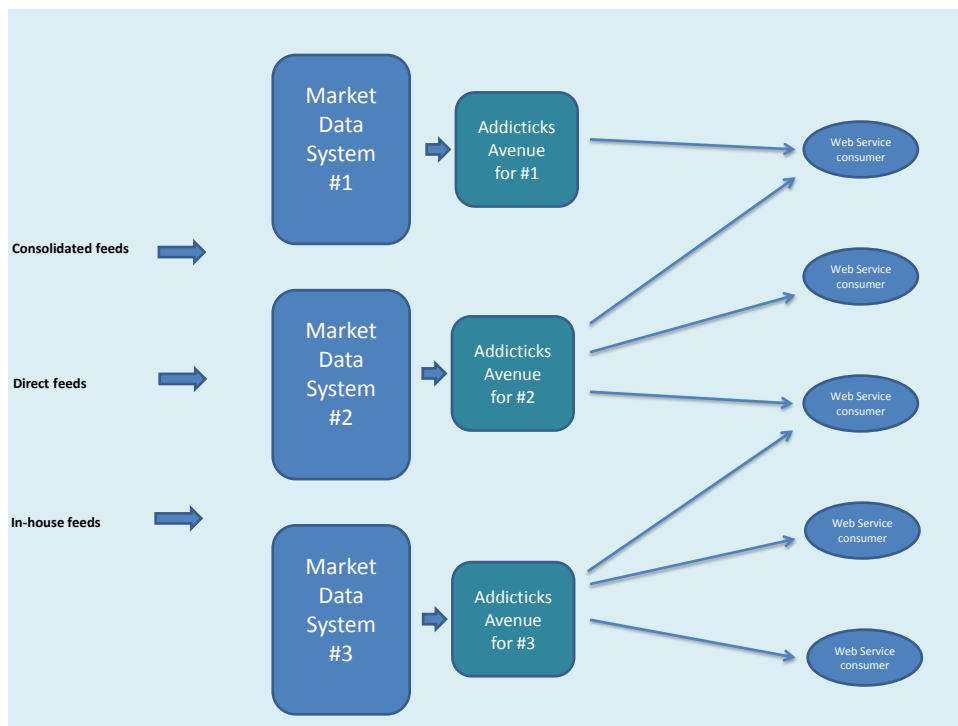 Consolidated feeds
Direct feeds
In-house feeds
Market
Data
System
#1
Market
Data
System
#2
Market
Data
System
#3
Addicticks
Avenue
for #1
Addicticks
Avenue
for #2
Addicticks
Avenue
for #3
Web Service
consumer
Web Service
consumer
Web Service
consumer
Web Service
consumer
Web Service
consumer